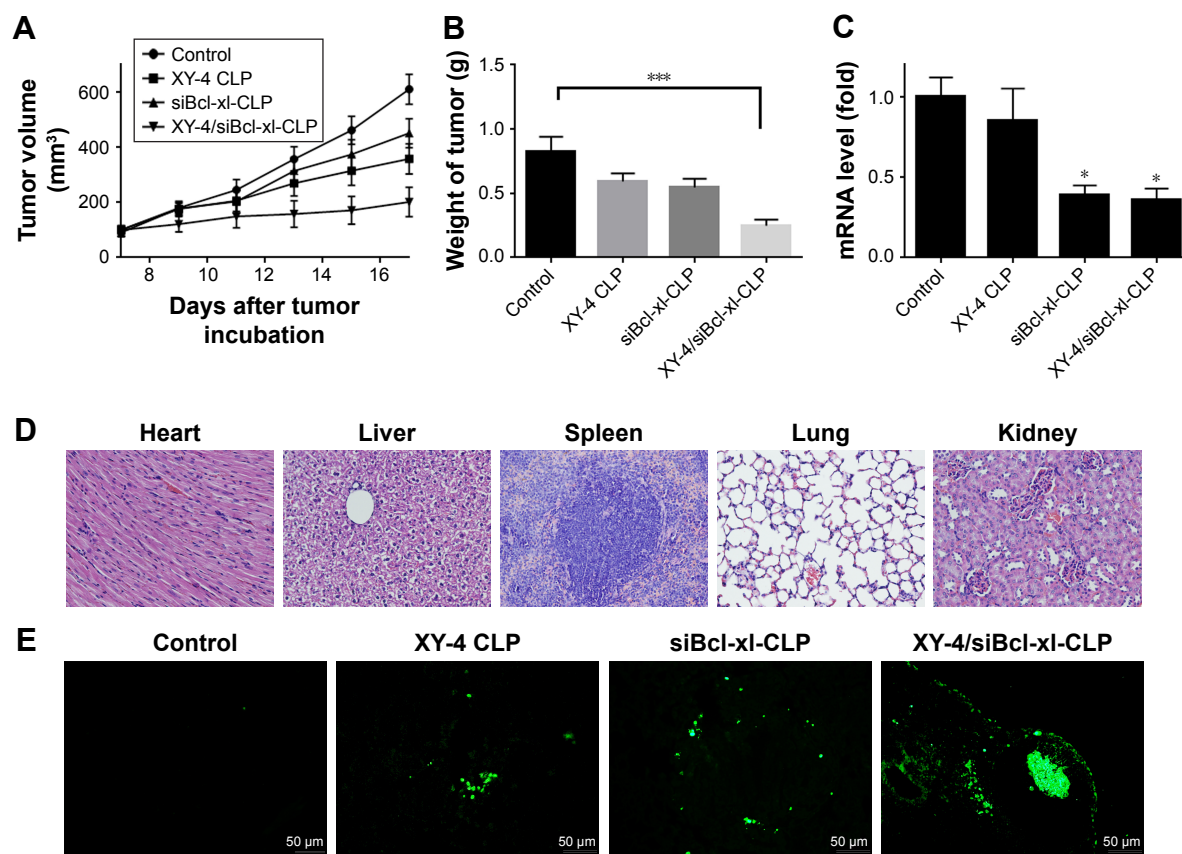 A
Control
XY-4 CLP
siBcl-xl-CLP
XY-4/siBcl-xl-CLP
Tumor volume
(mm³)
600
400
200
0
8
10
12
14
16
Days after tumor
incubation
B
***
Weight of tumor (g)
1.5
1.0
0.5
0.0
Control
XY-4 CLP
siBcl-xl-CLP
XY-4/siBcl-xl-CLP
C
mRNA level (fold)
1.0
0.5
0.0
*
*
Control
XY-4 CLP
siBcl-xl-CLP
XY-4/siBcl-xl-CLP
D
Heart
Liver
Spleen
Lung
Kidney
E
Control
XY-4 CLP
siBcl-xl-CLP
XY-4/siBcl-xl-CLP
50 µm
50 µm
50 µm
50 µm